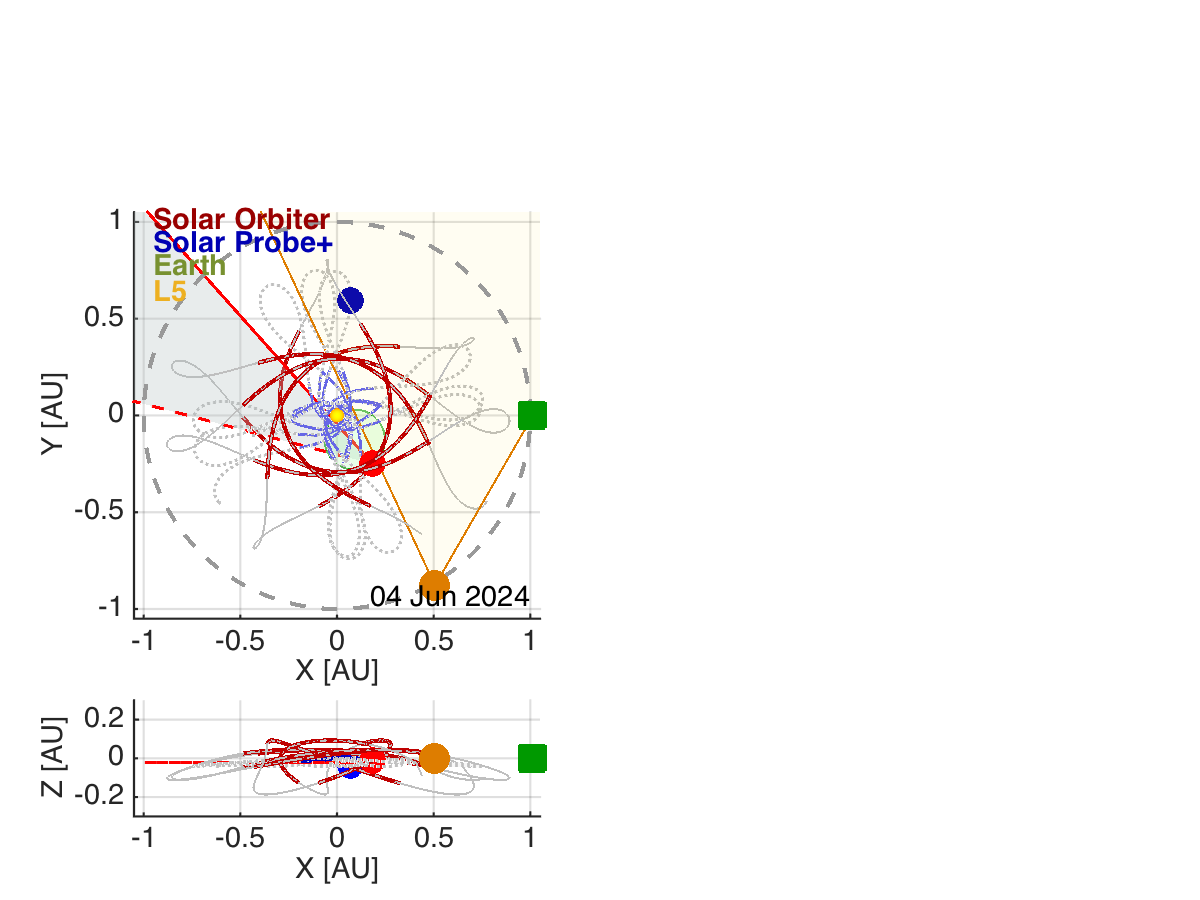 Solar Orbiter
Solar Probe+
Earth
L5
1
0.5
0
-0.5
-1
Y [AU]
04 Jun 2024
-1 -0.5 0 0.5 1
X [AU]
0.2
0
-0.2
Z [AU]
-1 -0.5 0 0.5 1
X [AU]